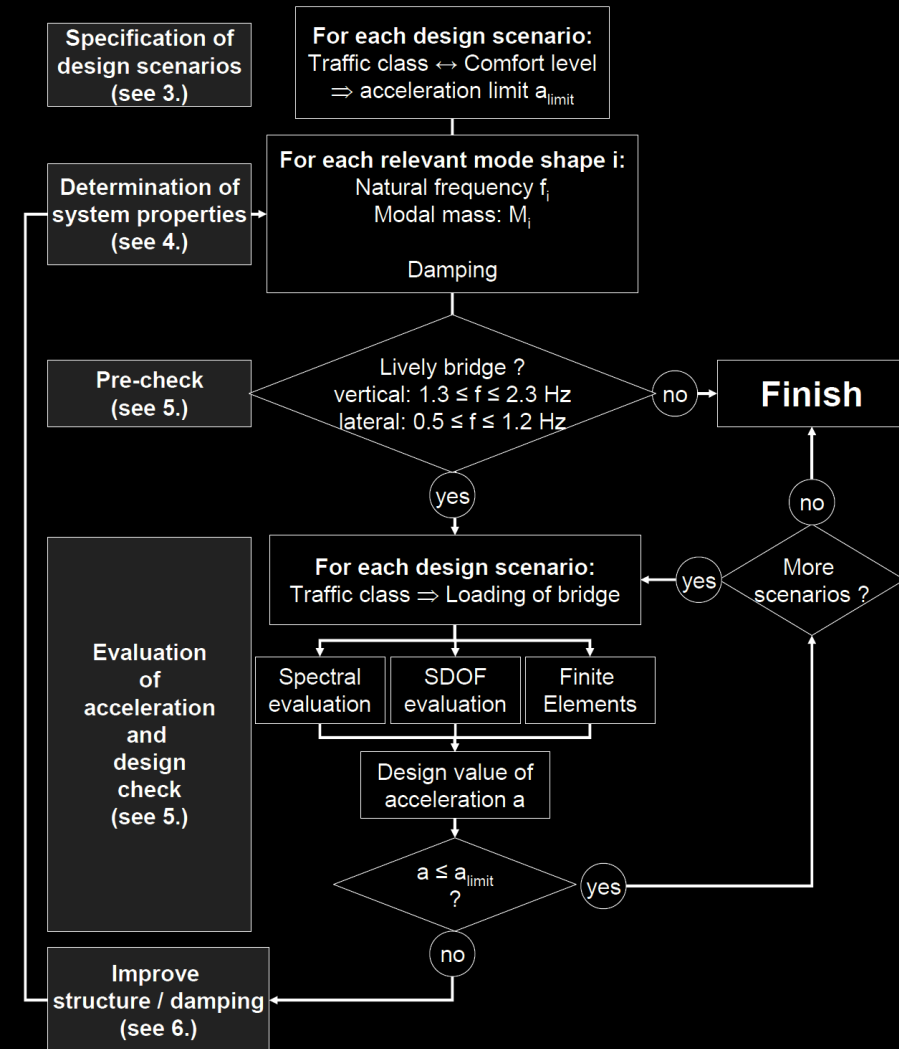 Specification of
design scenarios
(see 3.)
For each design scenario:
Traffic class ↔ Comfort level
⇒ acceleration limit a_limit
Determination of
system properties
(see 4.)
For each relevant mode shape i:
Natural frequency f_i
Modal mass: M_i
Damping
Pre-check
(see 5.)
Lively bridge ?
vertical: 1.3 ≤ f ≤ 2.3 Hz
lateral: 0.5 ≤ f ≤ 1.2 Hz
no
Finish
yes
no
Evaluation
of
acceleration
and
design
check
(see 5.)
For each design scenario:
Traffic class ⇒ Loading of bridge
yes
More
scenarios ?
Spectral
evaluation
SDOF
evaluation
Finite
Elements
Design value of
acceleration a
a ≤ a_limit
?
yes
no
Improve
structure / damping
(see 6.)